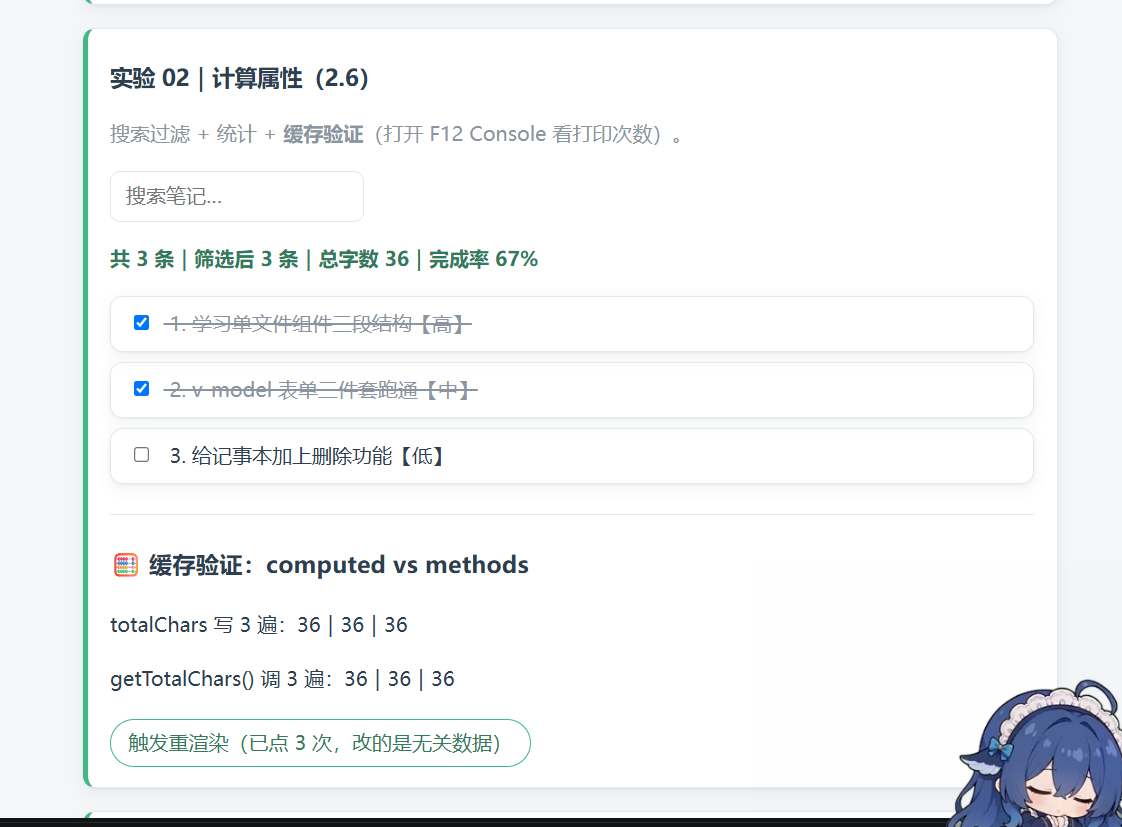 实验 02 | 计算属性（2.6）
搜索过滤 + 统计 + 缓存验证（打开 F12 Console 看打印次数）。
搜索笔记...
共 3 条 | 筛选后 3 条 | 总字数 36 | 完成率 67%
1. 学习单文件组件三段结构【高】
2. v-model 表单三件套跑通【中】
3. 给记事本加上删除功能【低】
缓存验证：computed vs methods
totalChars 写 3 遍：36 | 36 | 36
getTotalChars() 调 3 遍：36 | 36 | 36
触发重渲染（已点 3 次，改的是无关数据）